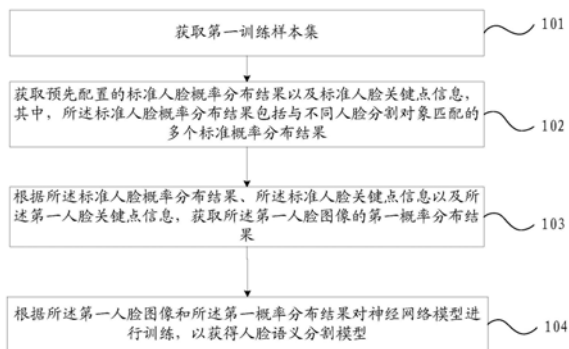 获取第一训练样本集
101
获取预先配置的标准人脸概率分布结果以及标准人脸关键点信息，
其中，所述标准人脸概率分布结果包括与不同人脸分割对象匹配的
多个标准概率分布结果
102
根据所述标准人脸概率分布结果、所述标准人脸关键点信息以及所
述第一人脸关键点信息，获取所述第一人脸图像的第一概率分布结
果
103
根据所述第一人脸图像和所述第一概率分布结果对神经网络模型进
行训练，以获得人脸语义分割模型
104